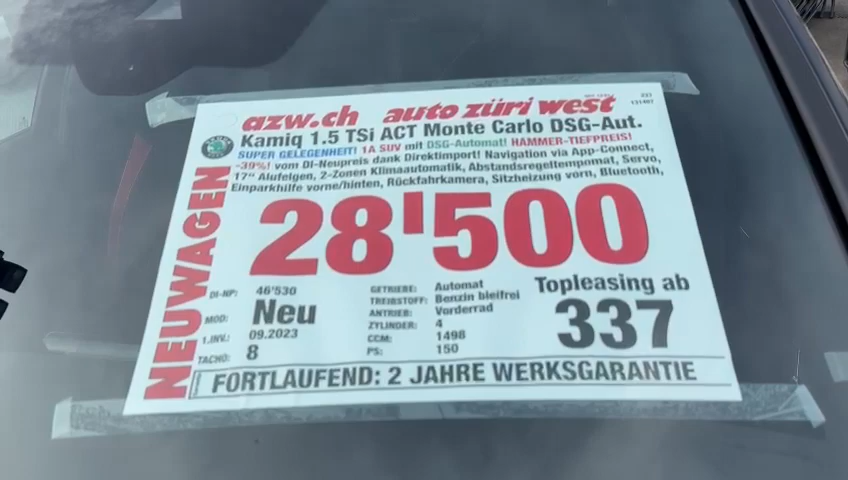 azw.ch auto züri west
237
131407
Kamiq 1.5 TSi ACT Monte Carlo DSG-Aut.
SUPER GELEGENHEIT! 1A SUV mit DSG-Automat! HAMMER-TIEFPREIS!
-39%! vom DI-Neupreis dank Direktimport! Navigation via App-Connect,
17" Alufelgen, 2-Zonen Klimaautomatik, Abstandsregeltempomat, Servo,
Einparkhilfe vorne/hinten, Rückfahrkamera, Sitzheizung vorn, Bluetooth,
NEUWAGEN
28'500
DI-NP: 46'530
MOD: Neu
1.INV.: 09.2023
TACHO: 8
GETRIEBE: Automat
TREIBSTOFF: Benzin bleifrei
ANTRIEB: Vorderrad
ZYLINDER: 4
CCM: 1498
PS: 150
Topleasing ab
337
FORTLAUFEND: 2 JAHRE WERKSGARANTIE